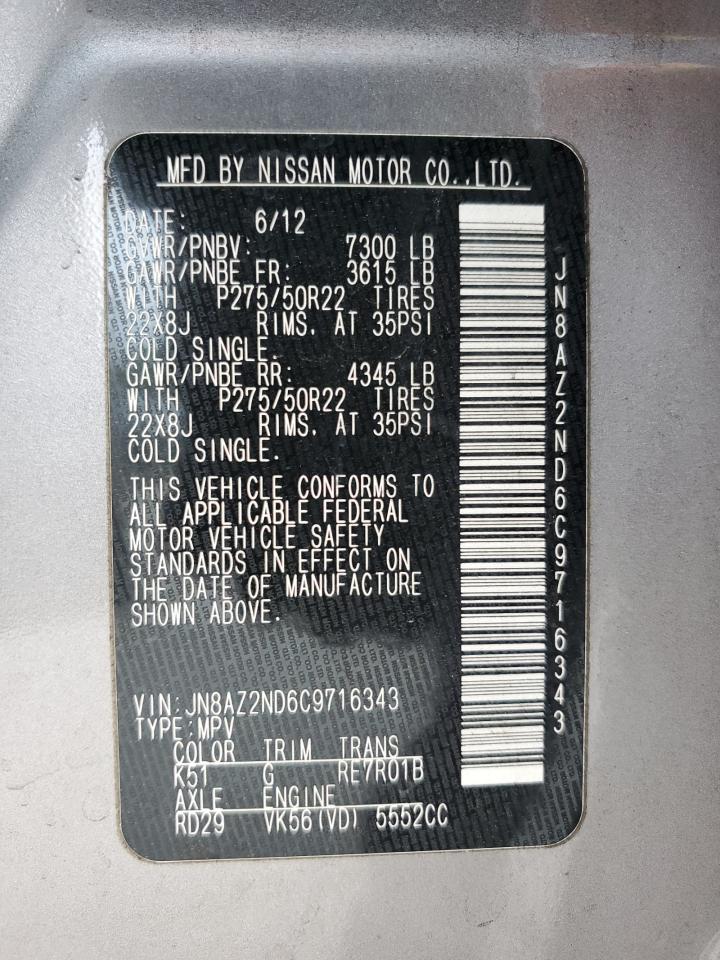 MFD BY NISSAN MOTOR CO.,LTD.
DATE: 6/12
GVWR/PNBV: 7300 LB
GAWR/PNBE FR: 3615 LB
WITH P275/50R22 TIRES
22X8J RIMS, AT 35PSI
COLD SINGLE.
GAWR/PNBE RR: 4345 LB
WITH P275/50R22 TIRES
22X8J RIMS, AT 35PSI
COLD SINGLE.
THIS VEHICLE CONFORMS TO
ALL APPLICABLE FEDERAL
MOTOR VEHICLE SAFETY
STANDARDS IN EFFECT ON
THE DATE OF MANUFACTURE
SHOWN ABOVE.
VIN:JN8AZ2ND6C9716343
TYPE:MPV
COLOR TRIM TRANS
K51 G RE7R01B
AXLE ENGINE
RD29 VK56(VD) 5552CC
JN8AZ2ND6C9716343